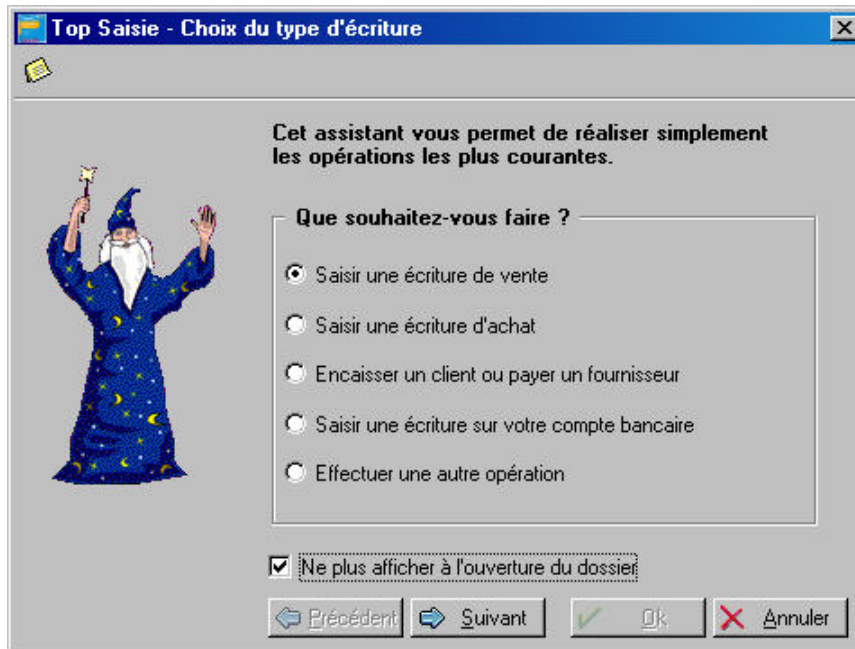 Top Saisie - Choix du type d'écriture
Cet assistant vous permet de réaliser simplement
les opérations les plus courantes.
Que souhaitez-vous faire ?
Saisir une écriture de vente
Saisir une écriture d'achat
Encaisser un client ou payer un fournisseur
Saisir une écriture sur votre compte bancaire
Effectuer une autre opération
Ne plus afficher à l'ouverture du dossier
Précédent Suivant Ok Annuler